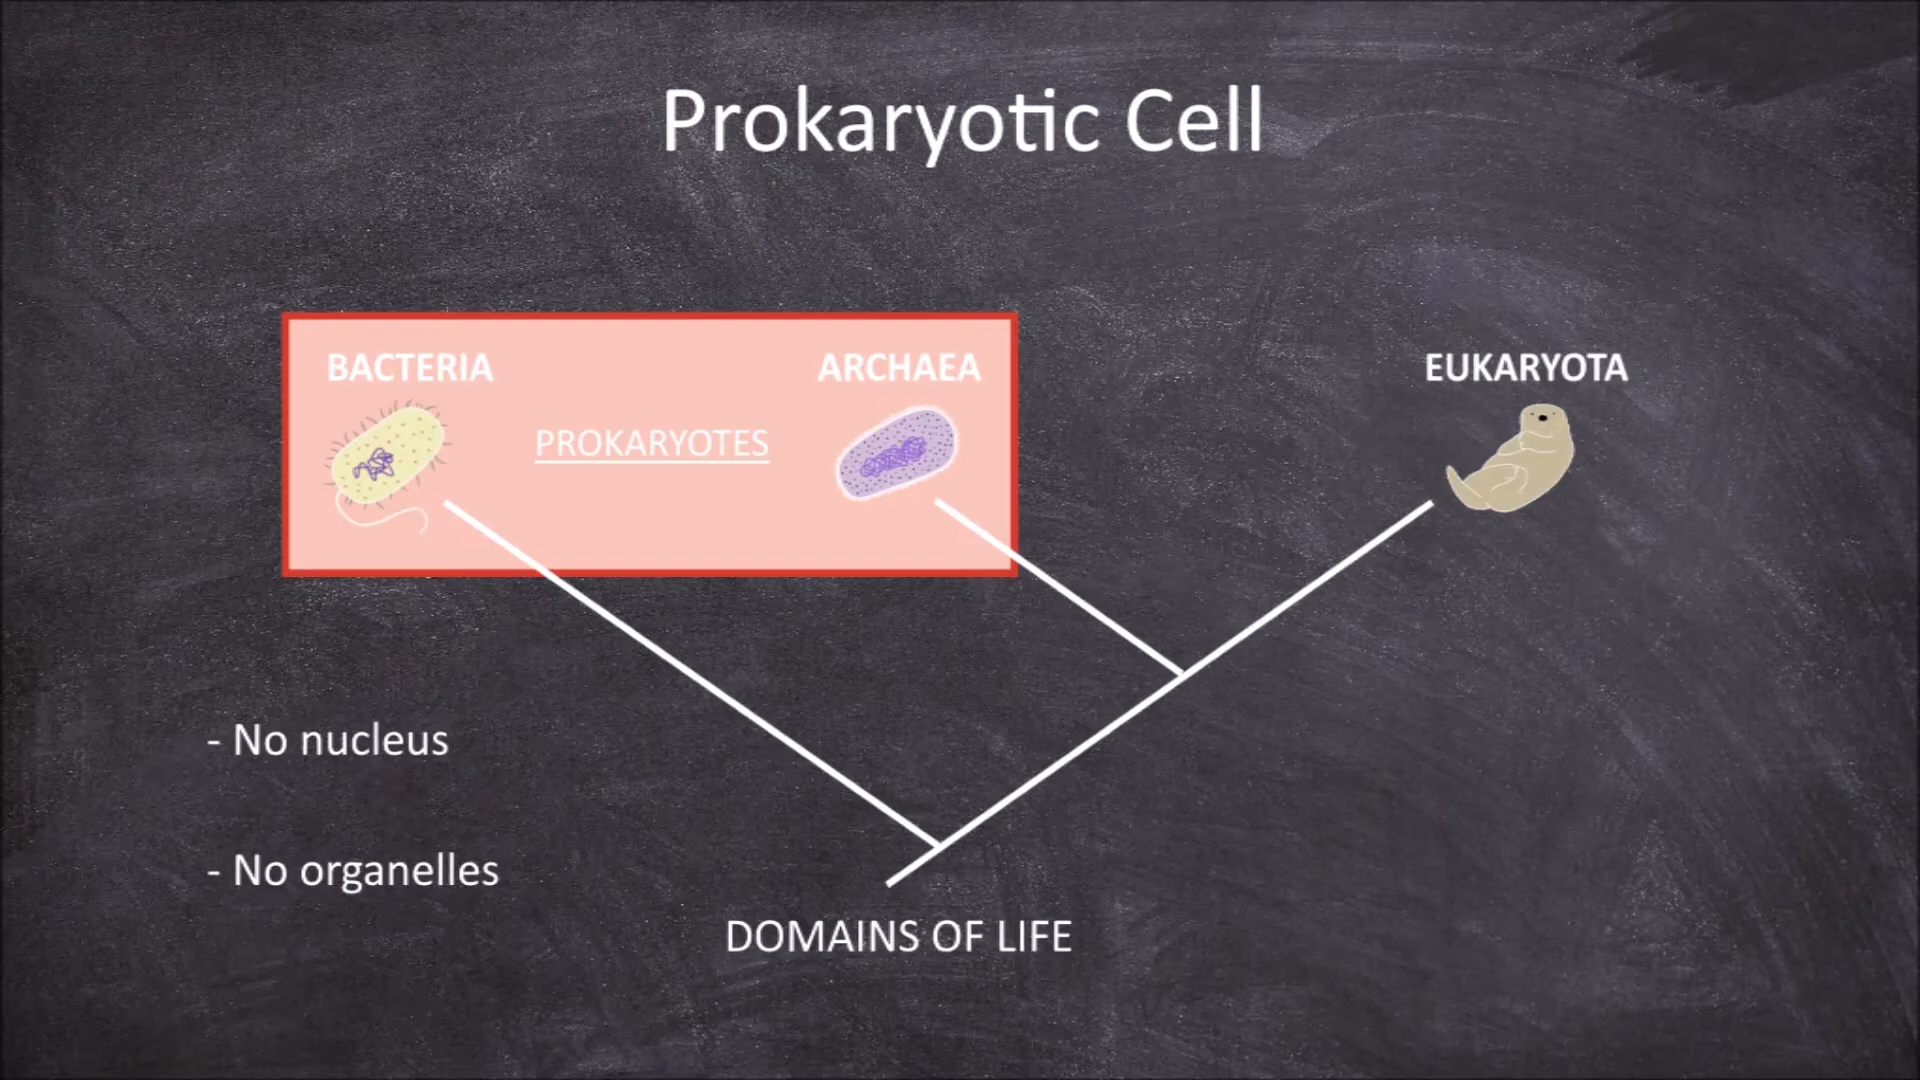 Prokaryotic Cell
BACTERIA
ARCHAEA
EUKARYOTA
PROKARYOTES
- No nucleus
- No organelles
DOMAINS OF LIFE